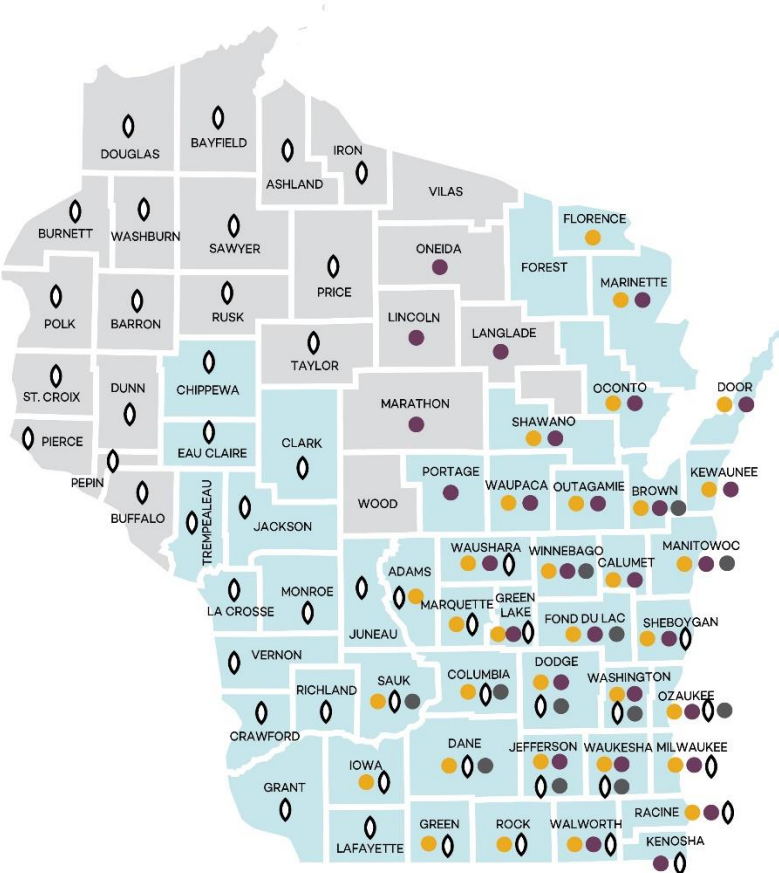 DOUGLAS
BAYFIELD
ASHLAND
IRON
VILAS
BURNETT
WASHBURN
SAWYER
PRICE
ONEIDA
FOREST
FLORENCE
MARINETTE
POLK
BARRON
RUSK
LINCOLN
LANGLADE
TAYLOR
ST. CROIX
DUNN
CHIPPEWA
OCONTO
DOOR
MARATHON
SHAWANO
PIERCE
EAU CLAIRE
CLARK
PEPIN
BUFFALO
TREMPEALEAU
JACKSON
WOOD
PORTAGE
WAUPACA
OUTAGAMIE
BROWN
KEWAUNEE
LA CROSSE
MONROE
JUNEAU
ADAMS
WAUSHARA
WINNEBAGO
CALUMET
MANITOWOC
MARQUETTE
GREEN
LAKE
FOND DU LAC
SHEBOYGAN
VERNON
RICHLAND
SAUK
COLUMBIA
DODGE
WASHINGTON
OZAUKEE
CRAWFORD
GRANT
IOWA
DANE
JEFFERSON
WAUKESHA
MILWAUKEE
LAFAYETTE
GREEN
ROCK
WALWORTH
RACINE
KENOSHA